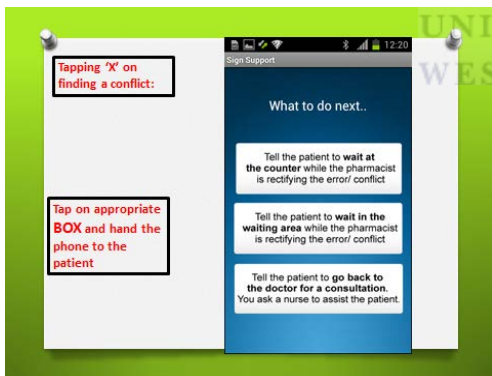 UNI
WES
Tapping ‘X’ on
finding a conflict:
12:20
Sign Support
What to do next..
Tell the patient to wait at
the counter while the pharmacist
is rectifying the error/ conflict
Tell the patient to wait in the
waiting area while the pharmacist
is rectifying the error/ conflict
Tap on appropriate
BOX and hand the
phone to the
patient
Tell the patient to go back to
the doctor for a consultation.
You ask a nurse to assist the patient.